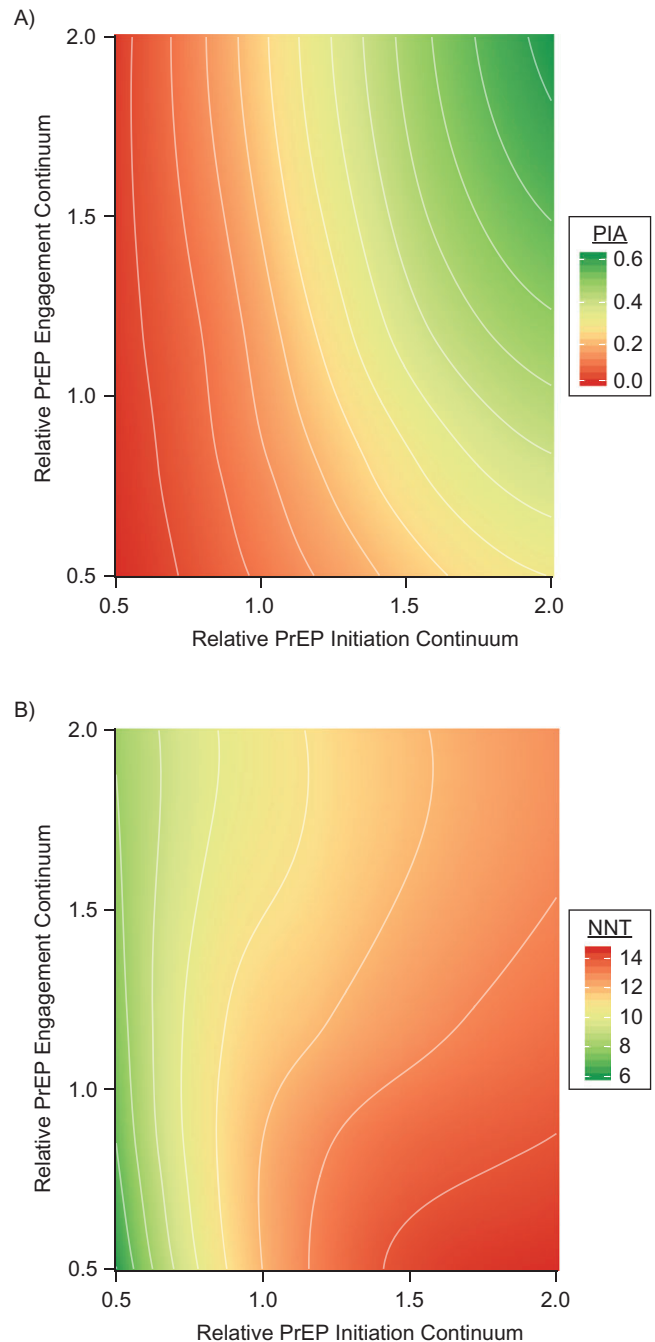 A)
2.0
1.5
1.0
0.5
Relative PrEP Engagement Continuum
0.5 1.0 1.5 2.0
Relative PrEP Initiation Continuum
PIA
0.6
0.4
0.2
0.0
B)
2.0
1.5
1.0
0.5
Relative PrEP Engagement Continuum
0.5 1.0 1.5 2.0
Relative PrEP Initiation Continuum
NNT
14
12
10
8
6